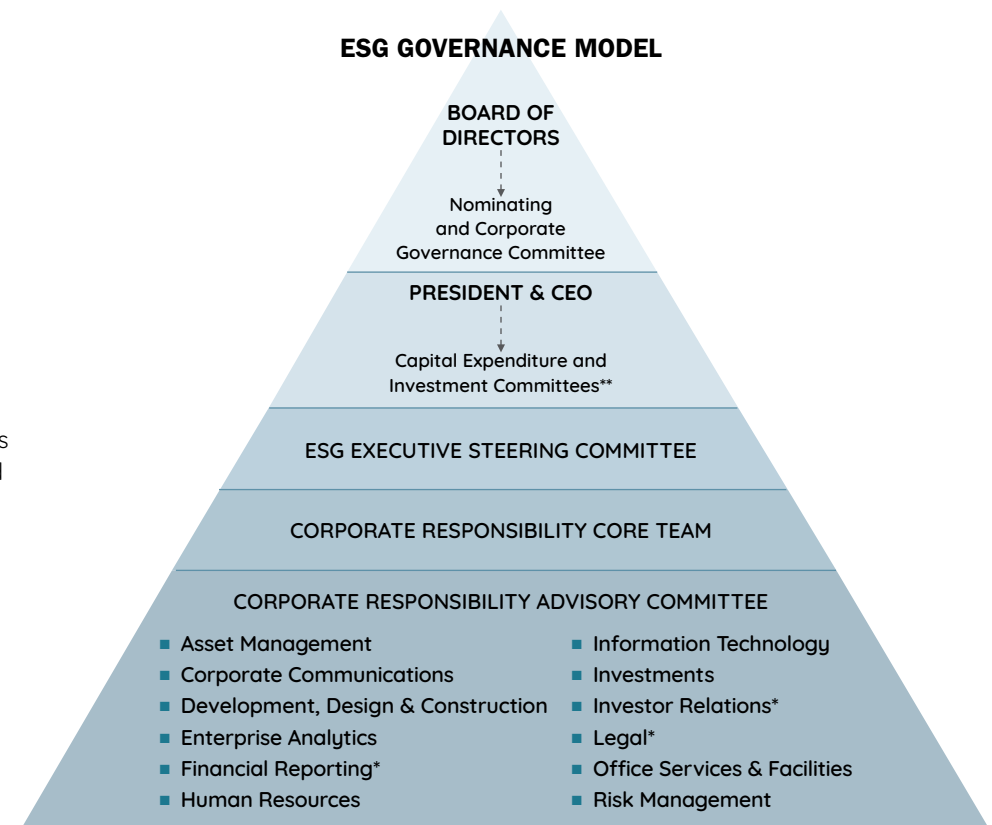 ESG GOVERNANCE MODEL
BOARD OF
DIRECTORS
Nominating
and Corporate
Governance Committee
PRESIDENT & CEO
Capital Expenditure and
Investment Committees**
s
ESG EXECUTIVE STEERING COMMITTEE
CORPORATE RESPONSIBILITY CORE TEAM
CORPORATE RESPONSIBILITY ADVISORY COMMITTEE
■ Asset Management
■ Corporate Communications
■ Development, Design & Construction
■ Enterprise Analytics
■ Financial Reporting*
■ Human Resources
■ Information Technology
■ Investments
■ Investor Relations*
■ Legal*
■ Office Services & Facilities
■ Risk Management